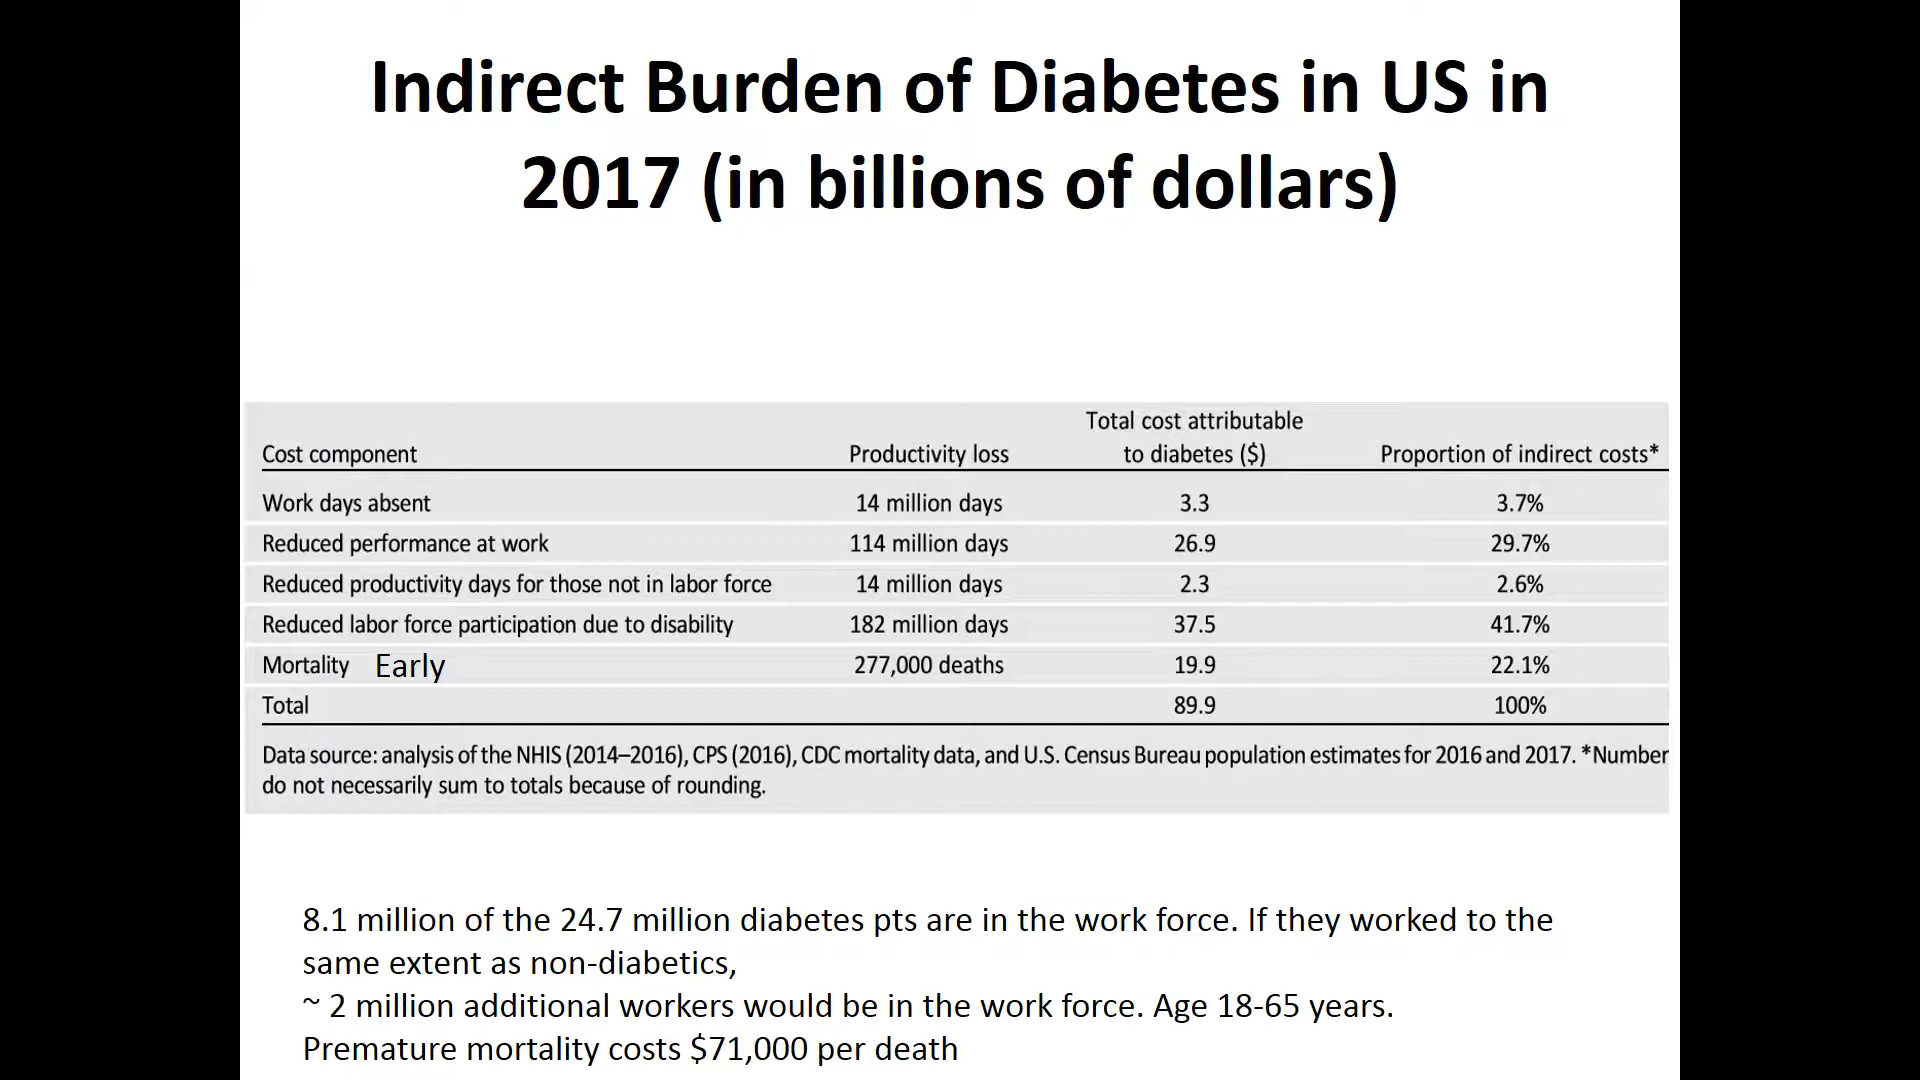 Indirect Burden of Diabetes in US in
2017 (in billions of dollars)
Total cost attributable
Cost component Productivity loss to diabetes ($) Proportion of indirect costs*
Work days absent 14 million days 3.3 3.7%
Reduced performance at work 114 million days 26.9 29.7%
Reduced productivity days for those not in labor force 14 million days 2.3 2.6%
Reduced labor force participation due to disability 182 million days 37.5 41.7%
Mortality Early 277,000 deaths 19.9 22.1%
Total 89.9 100%
Data source: analysis of the NHIS (2014–2016), CPS (2016), CDC mortality data, and U.S. Census Bureau population estimates for 2016 and 2017. *Number
do not necessarily sum to totals because of rounding.
8.1 million of the 24.7 million diabetes pts are in the work force. If they worked to the
same extent as non-diabetics,
~ 2 million additional workers would be in the work force. Age 18-65 years.
Premature mortality costs $71,000 per death